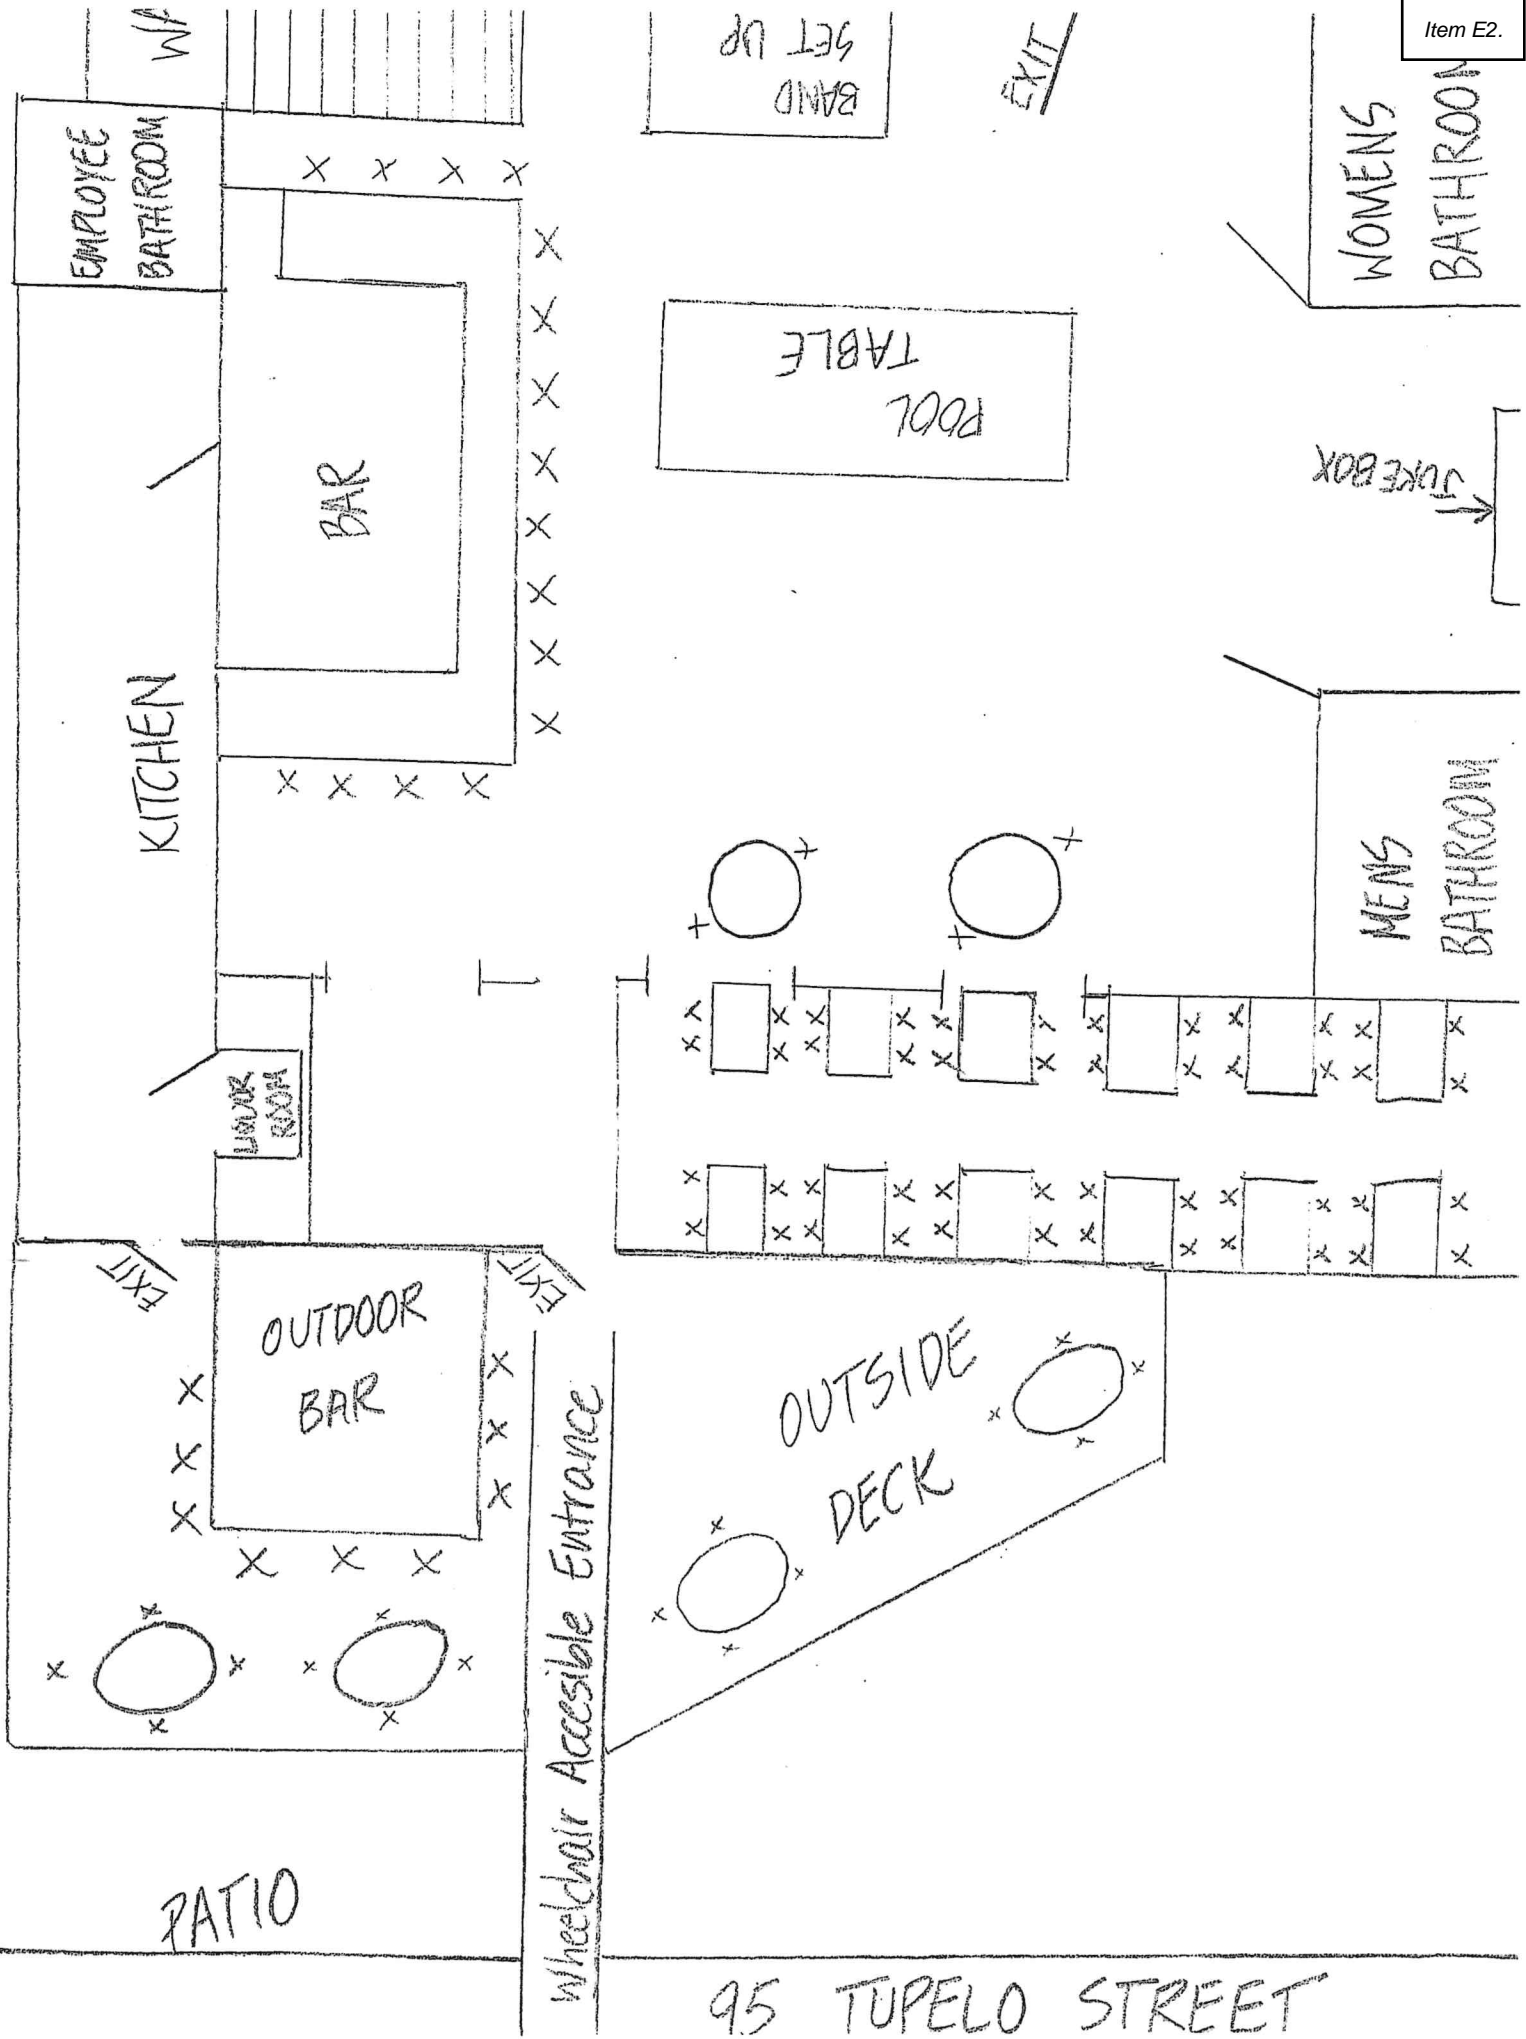 Item E2.
BAND
SET UP
EXIT
EMPLOYEE
BATHROOM
WOMENS
BATHROOM
POOL
TABLE
JUKEBOX
BAR
KITCHEN
MENS
BATHROOM
LIQUOR
ROOM
EXIT
EXIT
OUTDOOR
BAR
OUTSIDE
DECK
Wheelchair Accesible Entrance
PATIO
95 TUPELO STREET